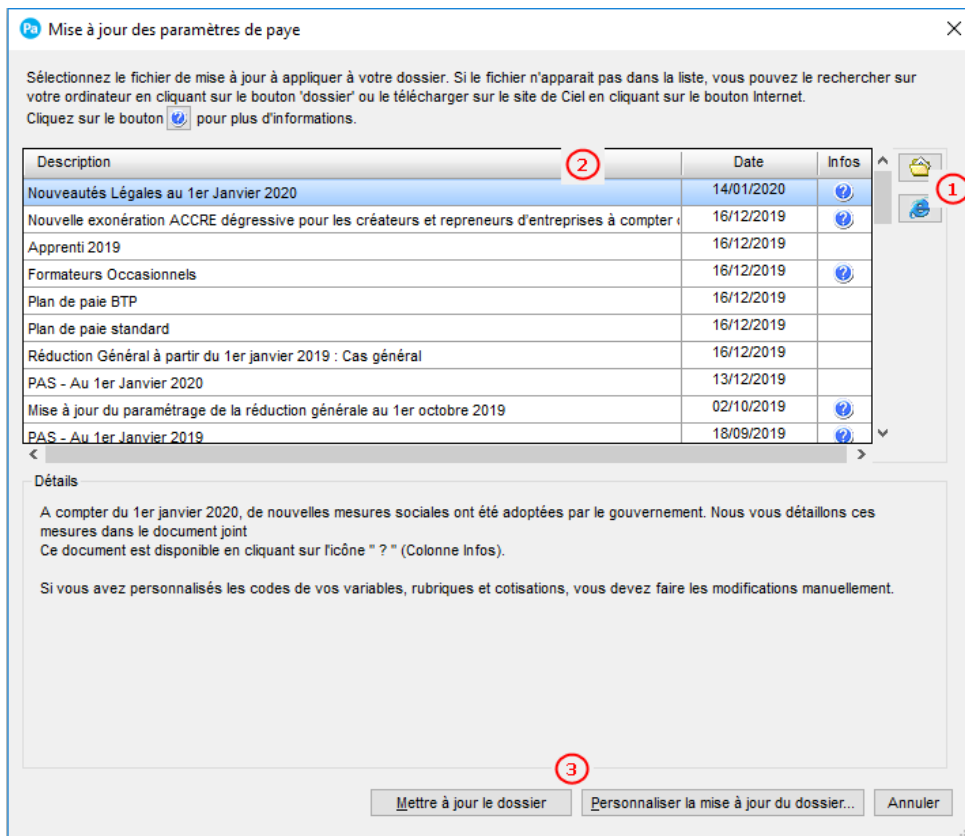 Pa Mise à jour des paramètres de paye
Sélectionnez le fichier de mise à jour à appliquer à votre dossier. Si le fichier n'apparait pas dans la liste, vous pouvez le rechercher sur
votre ordinateur en cliquant sur le bouton 'dossier' ou le télécharger sur le site de Ciel en cliquant sur le bouton Internet.
Cliquez sur le bouton ? pour plus d'informations.
Description 2 Date Infos
1
Nouveautés Légales au 1er Janvier 2020 14/01/2020 ?
Nouvelle exonération ACCRE dégressive pour les créateurs et repreneurs d'entreprises à compter 16/12/2019 ?
Apprenti 2019 16/12/2019
Formateurs Occasionnels 16/12/2019 ?
Plan de paie BTP 16/12/2019
Plan de paie standard 16/12/2019
Réduction Général à partir du 1er janvier 2019 : Cas général 16/12/2019
PAS - Au 1er Janvier 2020 13/12/2019
Mise à jour du paramétrage de la réduction générale au 1er octobre 2019 02/10/2019 ?
PAS - Au 1er Janvier 2019 18/09/2019 ?
Détails
A compter du 1er janvier 2020, de nouvelles mesures sociales ont été adoptées par le gouvernement. Nous vous détaillons ces
mesures dans le document joint
Ce document est disponible en cliquant sur l'icône " ? " (Colonne Infos).
Si vous avez personnalisés les codes de vos variables, rubriques et cotisations, vous devez faire les modifications manuellement.
3
Mettre à jour le dossier Personnaliser la mise à jour du dossier... Annuler